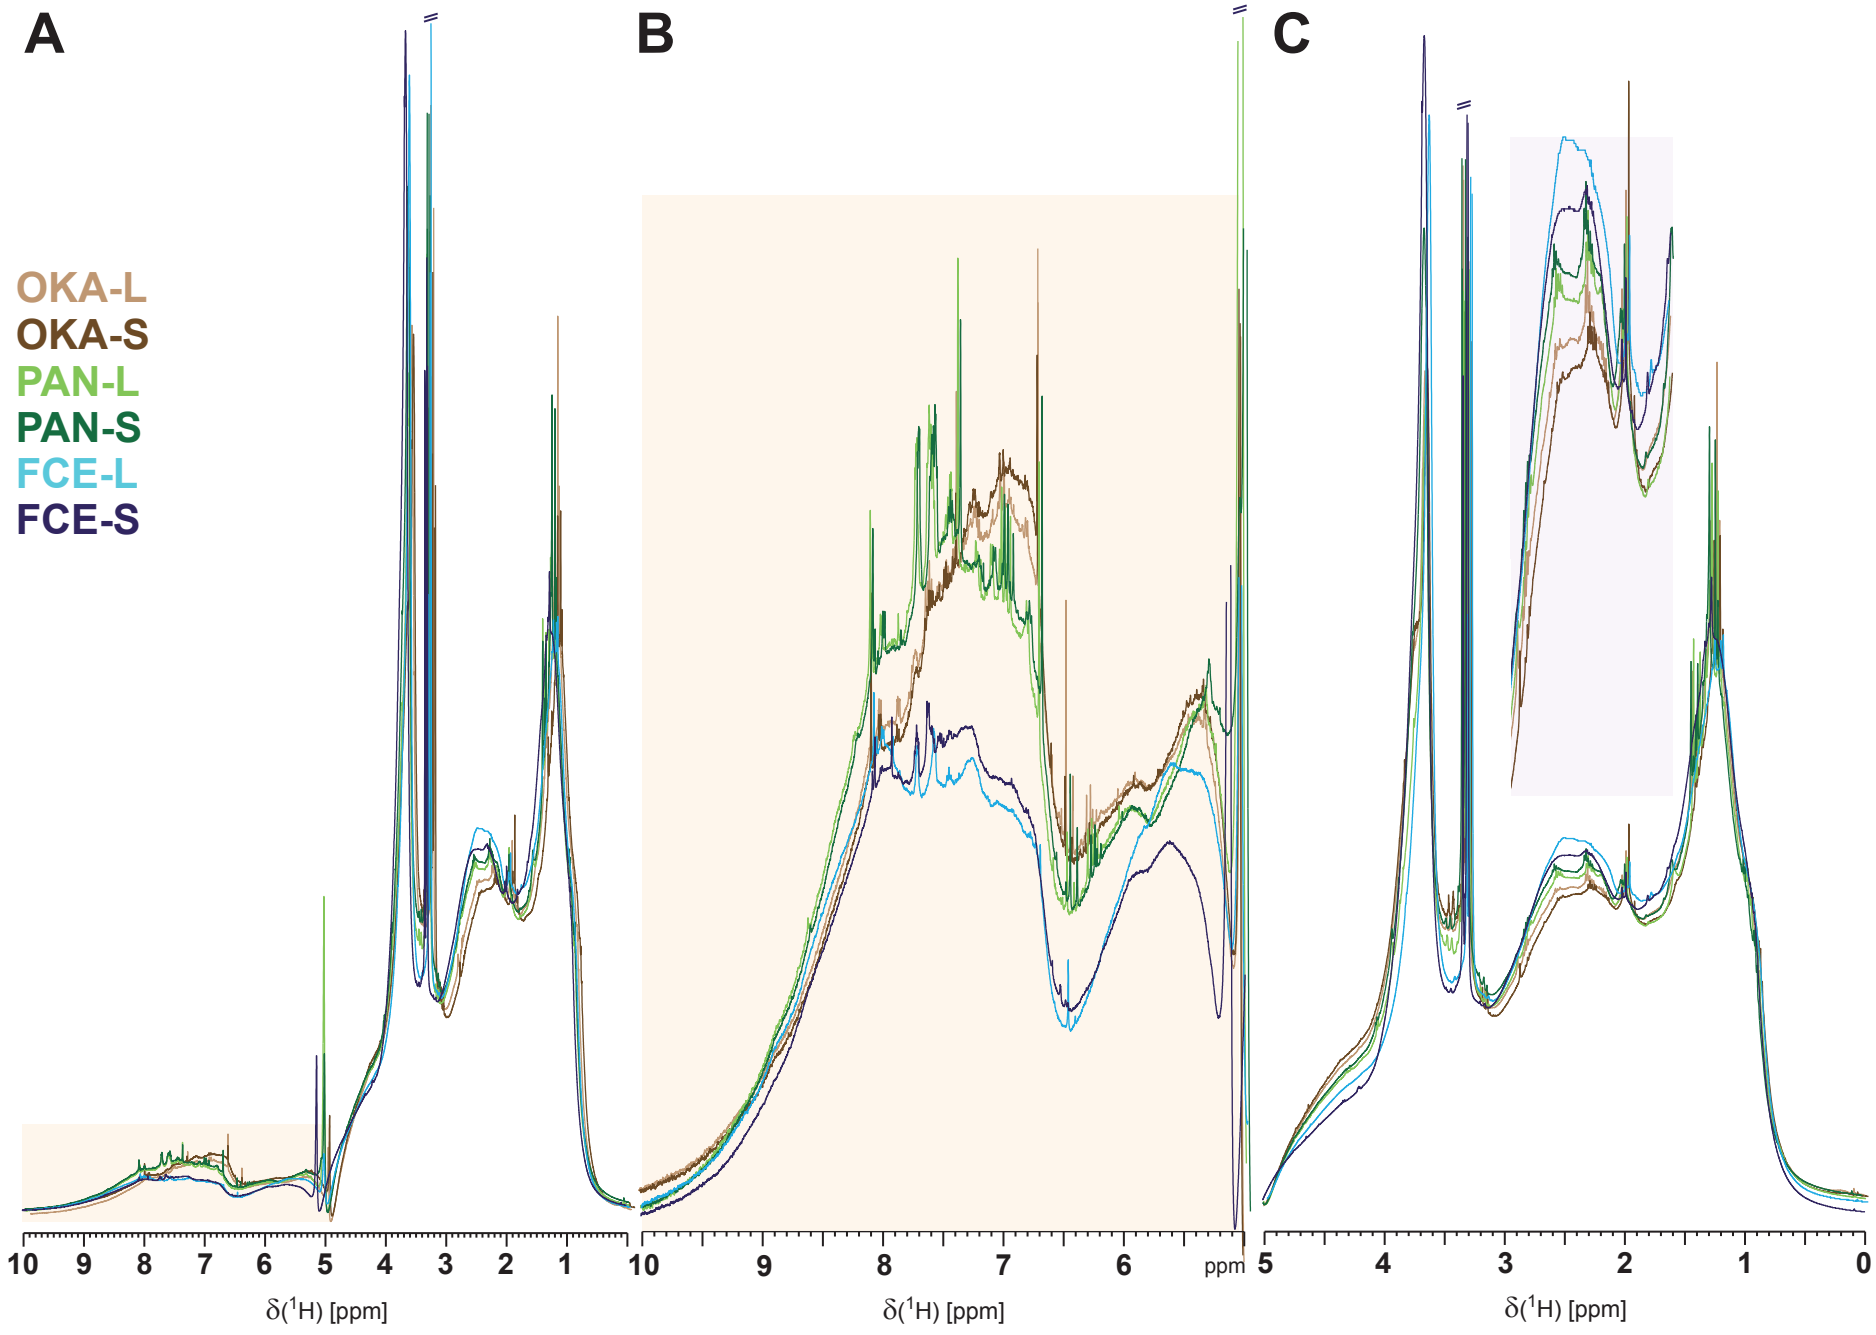 A
B
C
OKA-L
OKA-S
PAN-L
PAN-S
FCE-L
FCE-S
10 9 8 7 6 5 4 3 2 1
δ(¹H) [ppm]
10 9 8 7 6 ppm
δ(¹H) [ppm]
5 4 3 2 1 0
δ(¹H) [ppm]